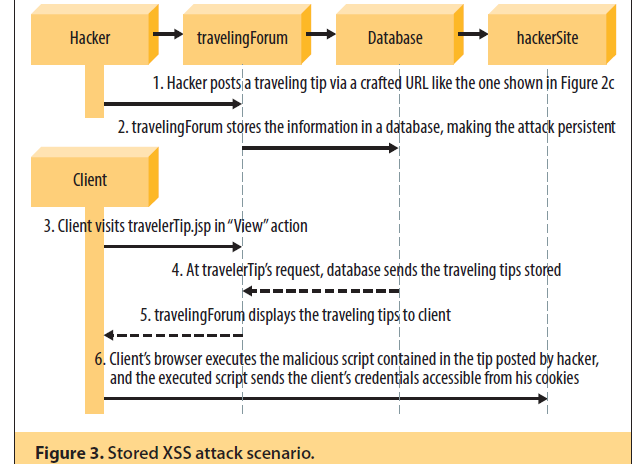 Hacker travelingForum Database hackerSite
1. Hacker posts a traveling tip via a crafted URL like the one shown in Figure 2c
2. travelingForum stores the information in a database, making the attack persistent
Client
3. Client visits travelerTip.jsp in “View” action
4. At travelerTip’s request, database sends the traveling tips stored
5. travelingForum displays the traveling tips to client
6. Client’s browser executes the malicious script contained in the tip posted by hacker,
and the executed script sends the client’s credentials accessible from his cookies
Figure 3. Stored XSS attack scenario.